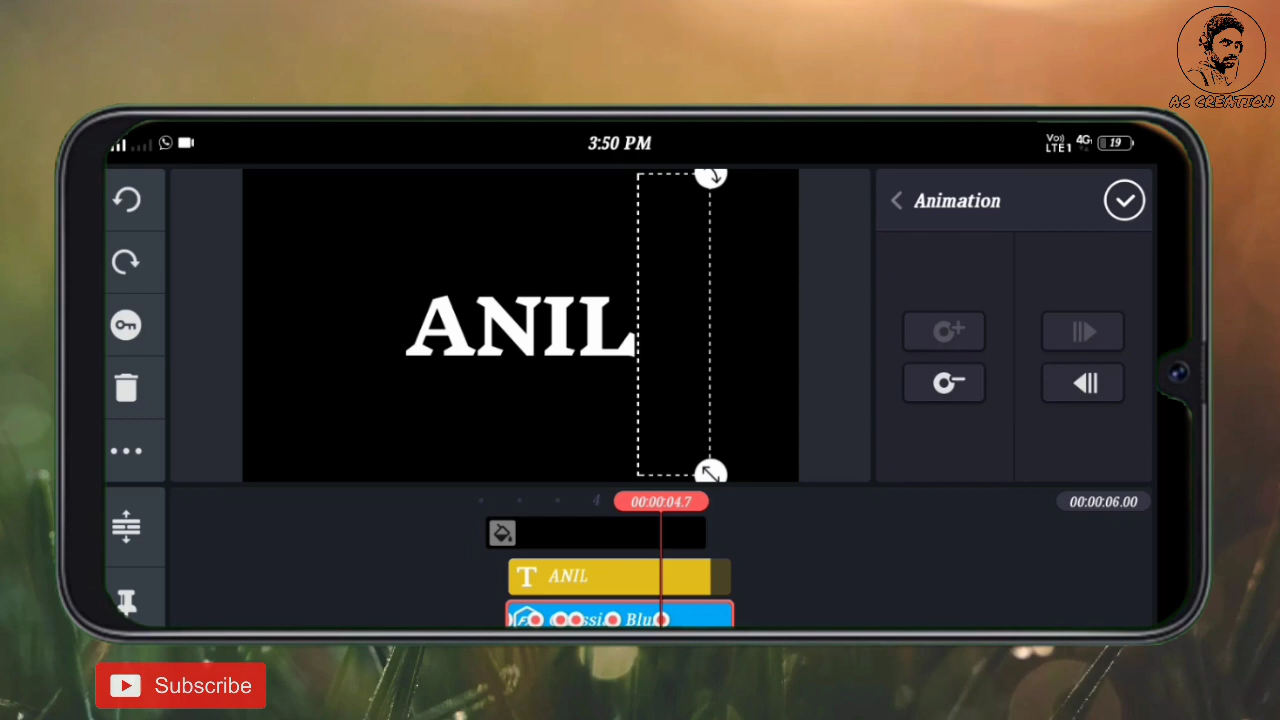 AC CREATION
3:50 PM
Vo))
LTE1
4G
19
Animation
ANIL
4
00:00:04.7
00:00:06.00
T ANIL
Subscribe